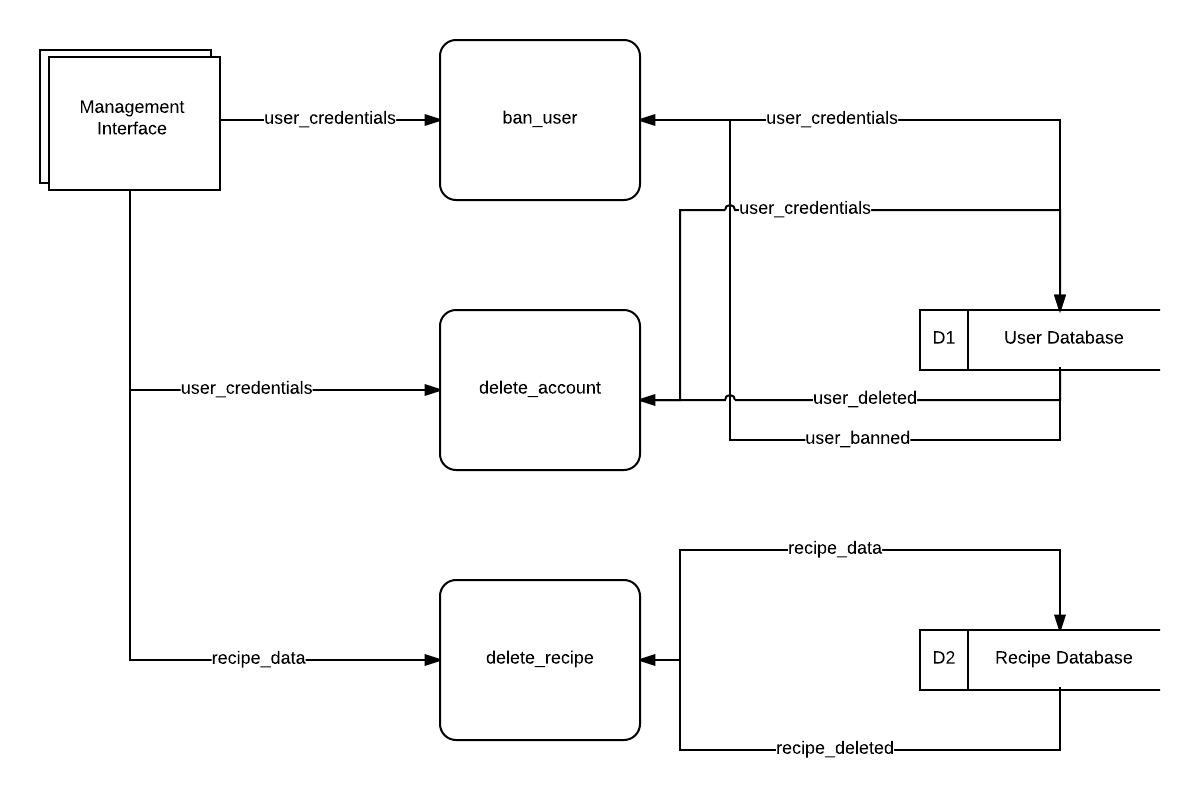 Management
Interface
user_credentials
ban_user
user_credentials
user_credentials
D1
User Database
user_credentials
delete_account
user_deleted
user_banned
recipe_data
recipe_data
delete_recipe
D2
Recipe Database
recipe_deleted